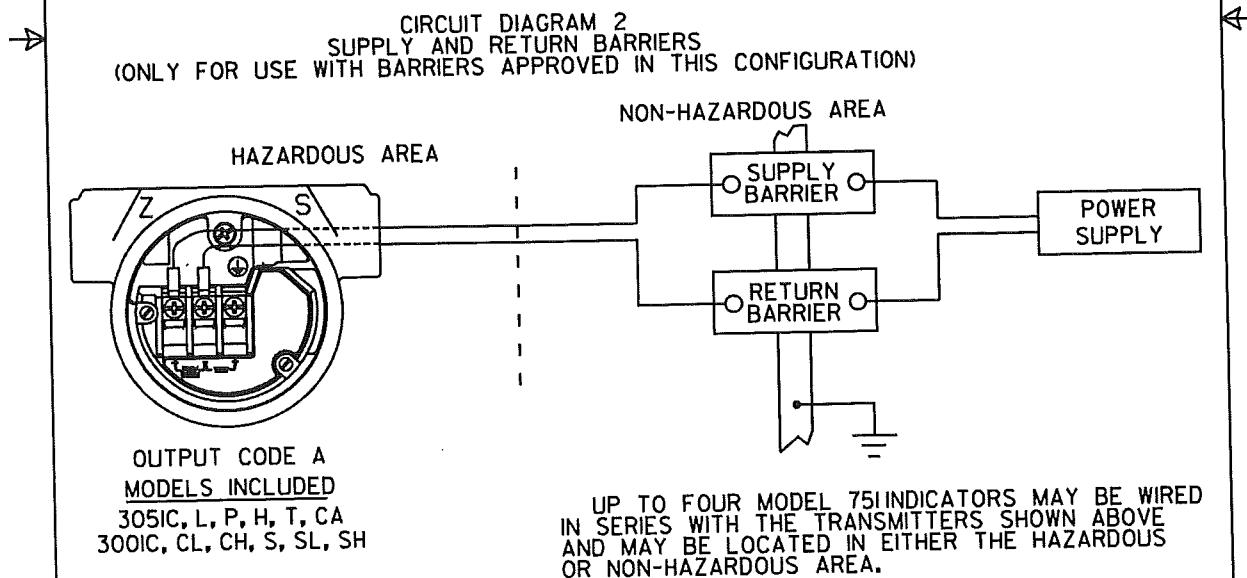 CIRCUIT DIAGRAM 2
SUPPLY AND RETURN BARRIERS
(ONLY FOR USE WITH BARRIERS APPROVED IN THIS CONFIGURATION)
NON-HAZARDOUS AREA
HAZARDOUS AREA
Z S
SUPPLY
BARRIER
POWER
SUPPLY
RETURN
BARRIER
OUTPUT CODE A
MODELS INCLUDED
3051C, L, P, H, T, CA
3001C, CL, CH, S, SL, SH
UP TO FOUR MODEL 751 INDICATORS MAY BE WIRED
IN SERIES WITH THE TRANSMITTERS SHOWN ABOVE
AND MAY BE LOCATED IN EITHER THE HAZARDOUS
OR NON-HAZARDOUS AREA.